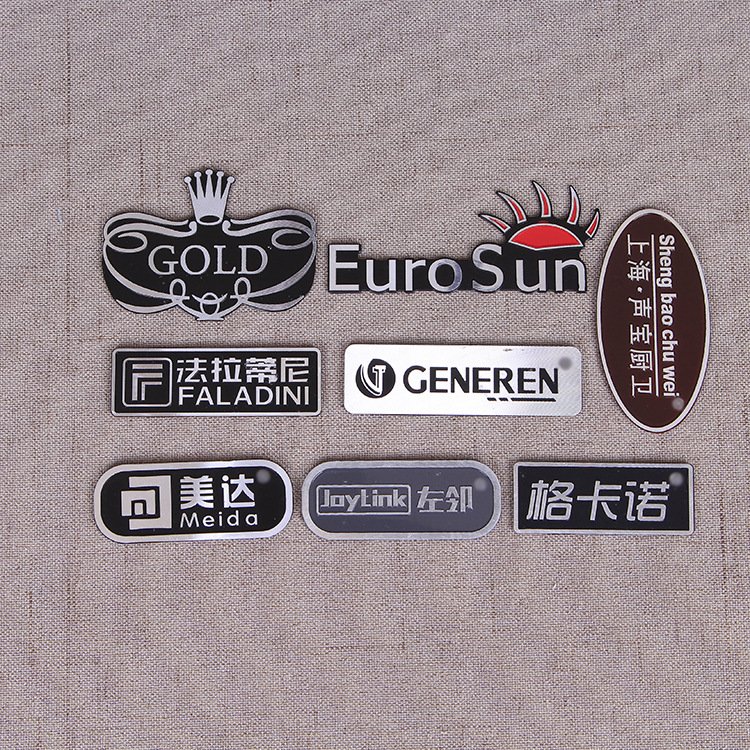 GOLD
EuroSun
Sheng bao chu wei
上海·声宝厨卫
法拉蒂尼
FALADINI
GENEREN
美达
Meida
JoyLink 左邻
格卡诺